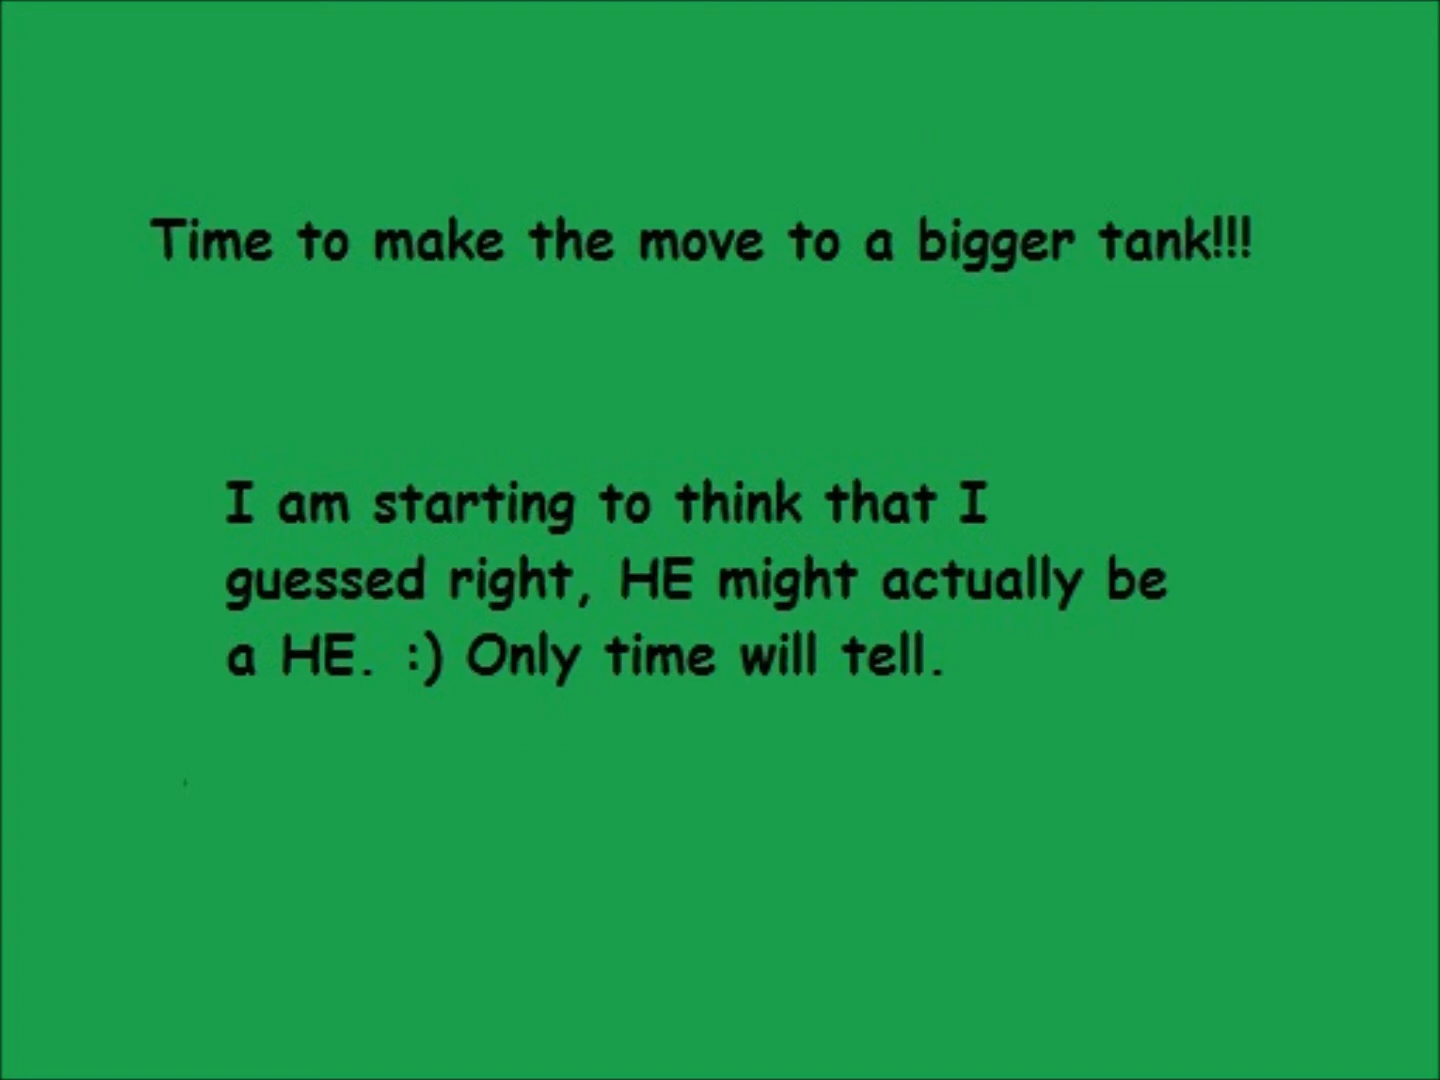 Time to make the move to a bigger tank!!!
I am starting to think that I
guessed right, HE might actually be
a HE. :) Only time will tell.